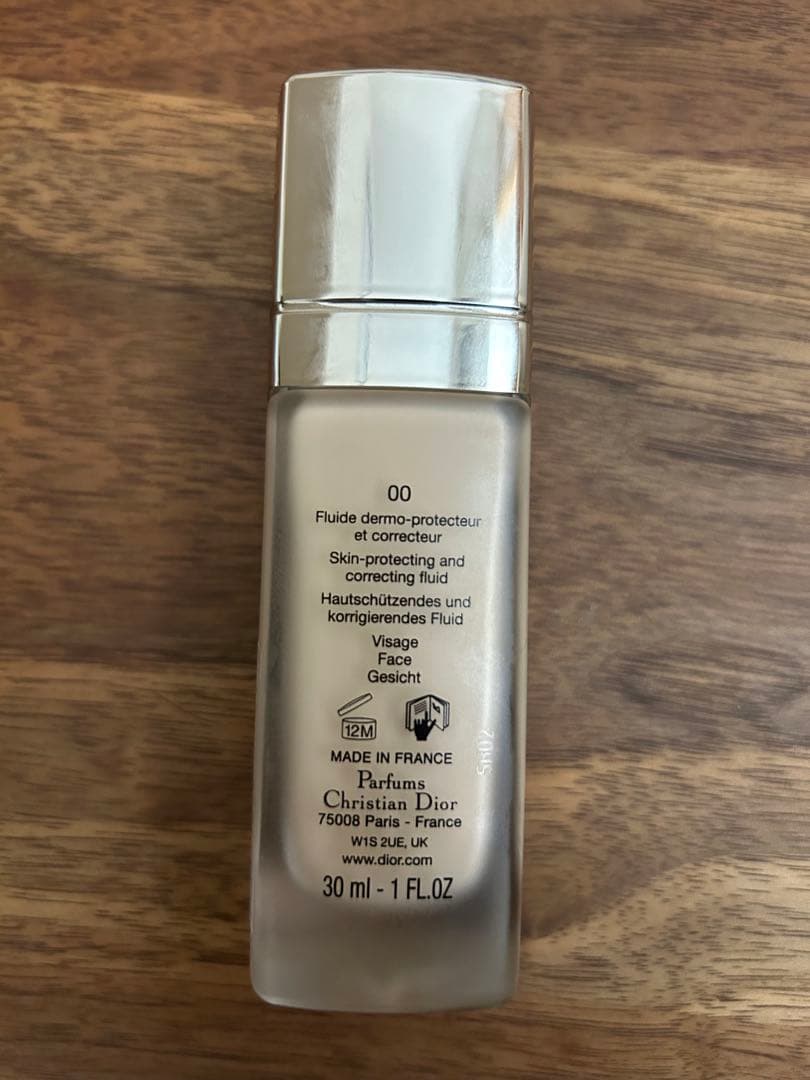 00
Fluide dermo-protecteur
et correcteur
Skin-protecting and
correcting fluid
Hautschützendes und
korrigierendes Fluid
Visage
Face
Gesicht
12M
MADE IN FRANCE
Parfums
Christian Dior
75008 Paris - France
W1S 2UE, UK
www.dior.com
30 ml - 1 FL.OZ